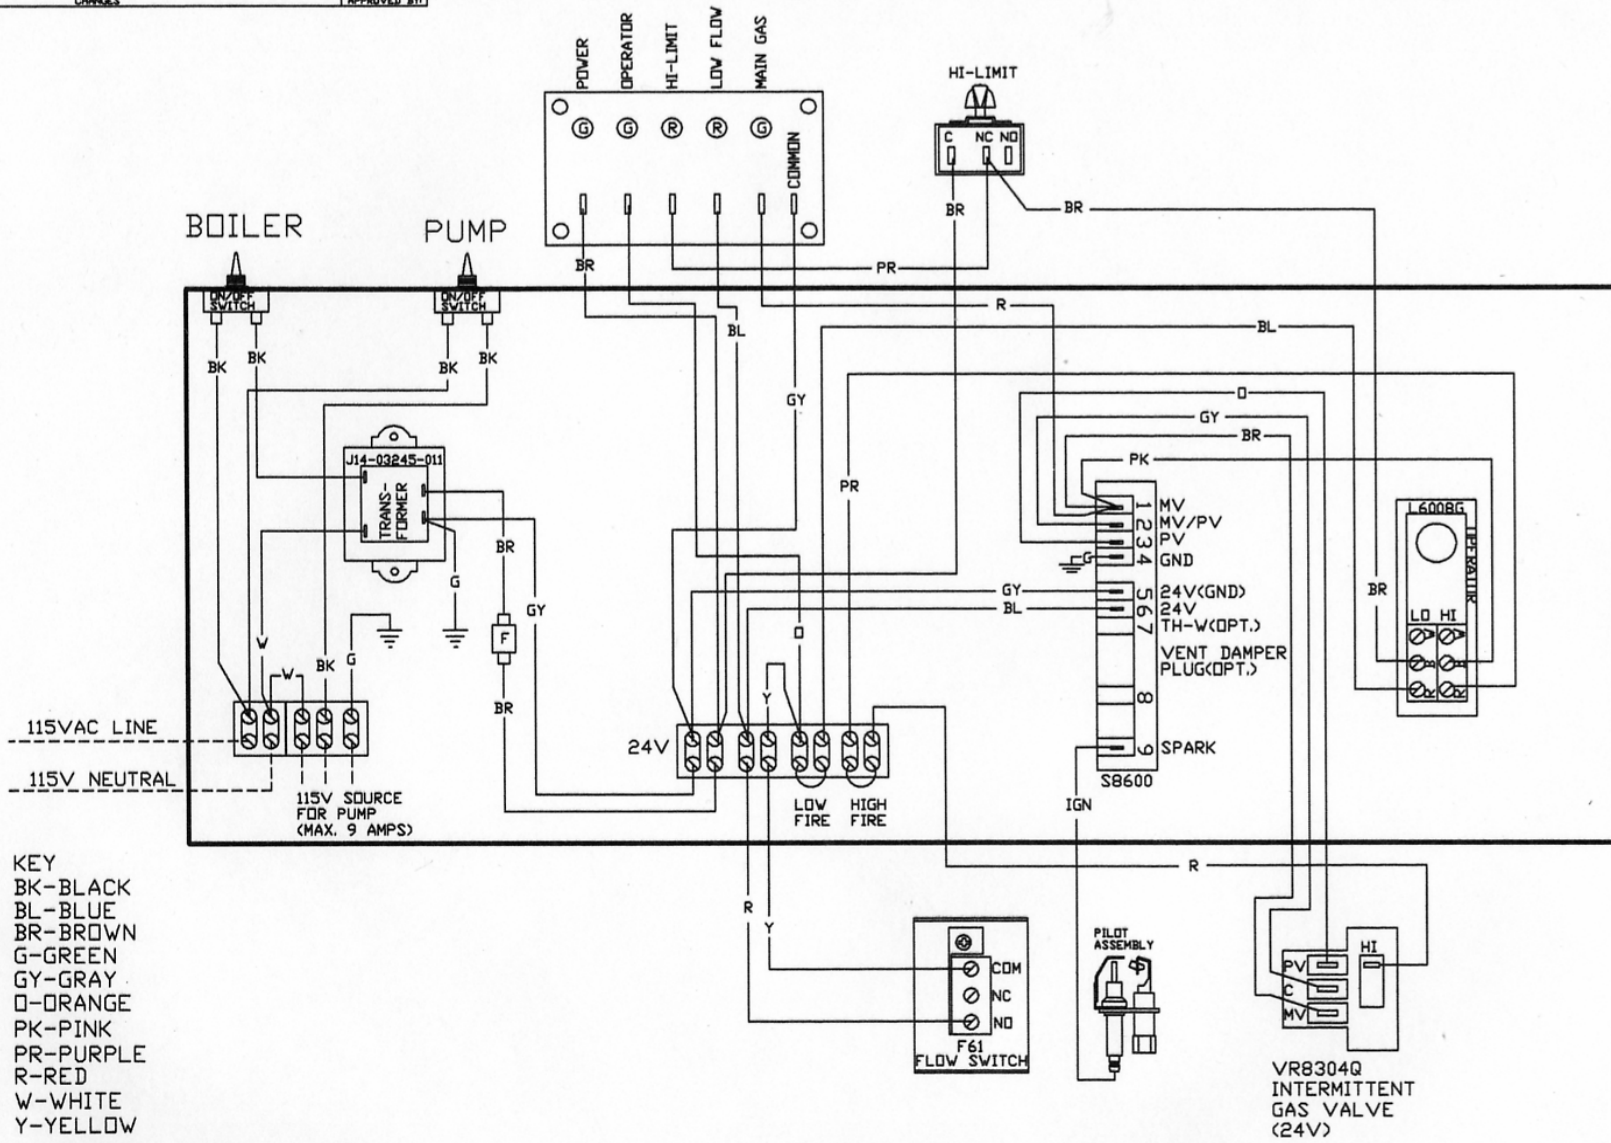 CHANGES
APPROVED BY:
POWER
OPERATOR
HI-LIMIT
LOW FLOW
MAIN GAS
G
G
R
R
G
COMMON
HI-LIMIT
C NC NO
BR
BR
BOILER
PUMP
BR
PR
ON/OFF
SWITCH
ON/OFF
SWITCH
R
BL
BL
BK
BK
BK
BK
GY
O
GY
BR
PK
J14-03245-011
TRANS-
FORMER
PR
1 MV
2 MV/PV
3 PV
4 GND
G
L6008G
OPERATOR
BR
G
GY
GY
BL
5 24V(GND)
6 24V
7 TH-W(OPT.)
BR
LO HI
W
B
R
W
B
R
F
O
W
BK
G
W
VENT DAMPER
PLUG(OPT.)
8
BR
Y
115VAC LINE
24V
9 SPARK
S8600
115V NEUTRAL
115V SOURCE
FOR PUMP
(MAX. 9 AMPS)
LOW
FIRE
HIGH
FIRE
IGN
R
KEY
BK-BLACK
BL-BLUE
BR-BROWN
G-GREEN
GY-GRAY
O-ORANGE
PK-PINK
PR-PURPLE
R-RED
W-WHITE
Y-YELLOW
R
Y
COM
NC
NO
F61
FLOW SWITCH
PILOT
ASSEMBLY
HI
PV
C
MV
VR8304Q
INTERMITTENT
GAS VALVE
(24V)